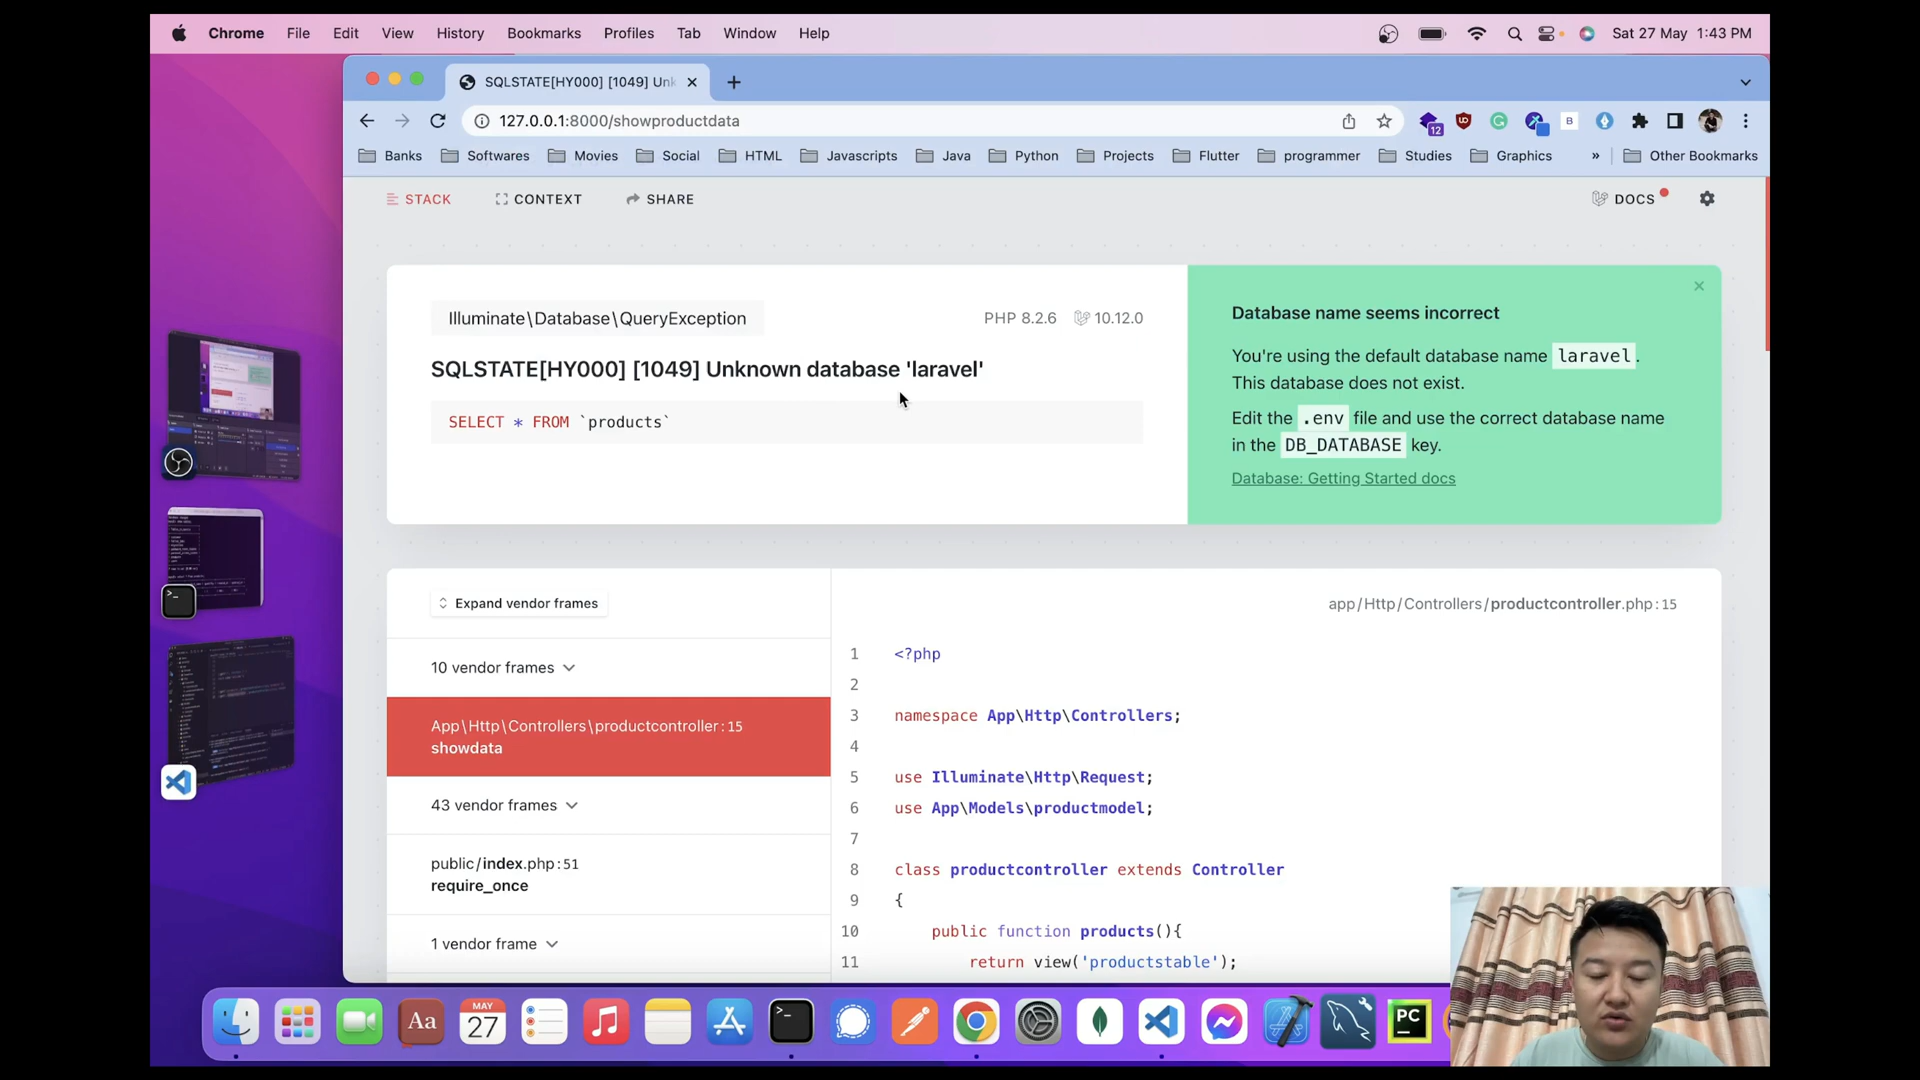 Chrome File Edit View History Bookmarks Profiles Tab Window Help Sat 27 May 1:43 PM
SQLSTATE[HY000] [1049] Unk
127.0.0.1:8000/showproductdata
12
B
Banks Softwares Movies Social HTML Javascripts Java Python Projects Flutter programmer Studies Graphics » Other Bookmarks
STACK CONTEXT SHARE DOCS
Illuminate\Database\QueryException PHP 8.2.6 10.12.0
SQLSTATE[HY000] [1049] Unknown database 'laravel'
SELECT * FROM `products`
Database name seems incorrect
You're using the default database name laravel.
This database does not exist.
Edit the .env file and use the correct database name
in the DB_DATABASE key.
Database: Getting Started docs
Expand vendor frames
10 vendor frames
App\Http\Controllers\productcontroller:15
showdata
43 vendor frames
public/index.php:51
require_once
1 vendor frame
app/Http/Controllers/productcontroller.php:15
1 <?php
2
3 namespace App\Http\Controllers;
4
5 use Illuminate\Http\Request;
6 use App\Models\productmodel;
7
8 class productcontroller extends Controller
9 {
10 public function products(){
11 return view('productstable');
Aa
MAY
27
PC